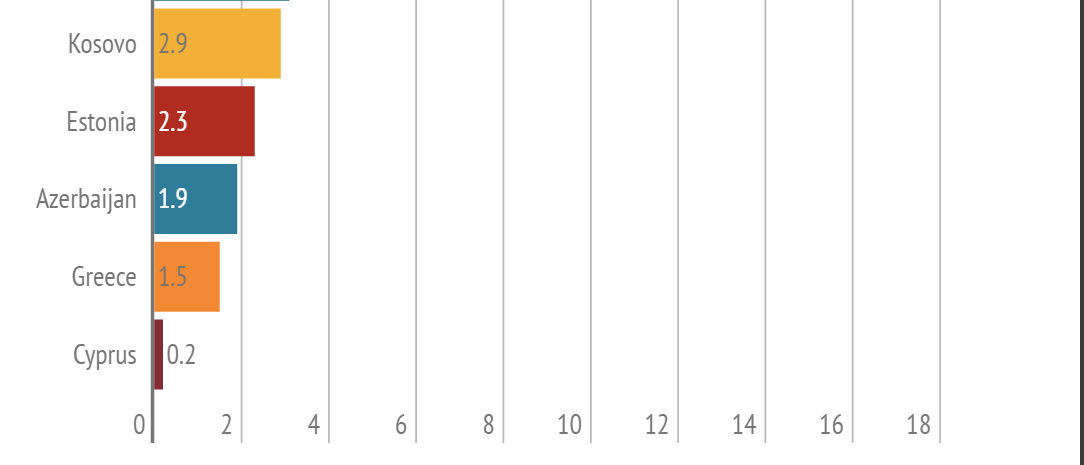 Kosovo 2.9
Estonia 2.3
Azerbaijan 1.9
Greece 1.5
Cyprus 0.2
0 2 4 6 8 10 12 14 16 18